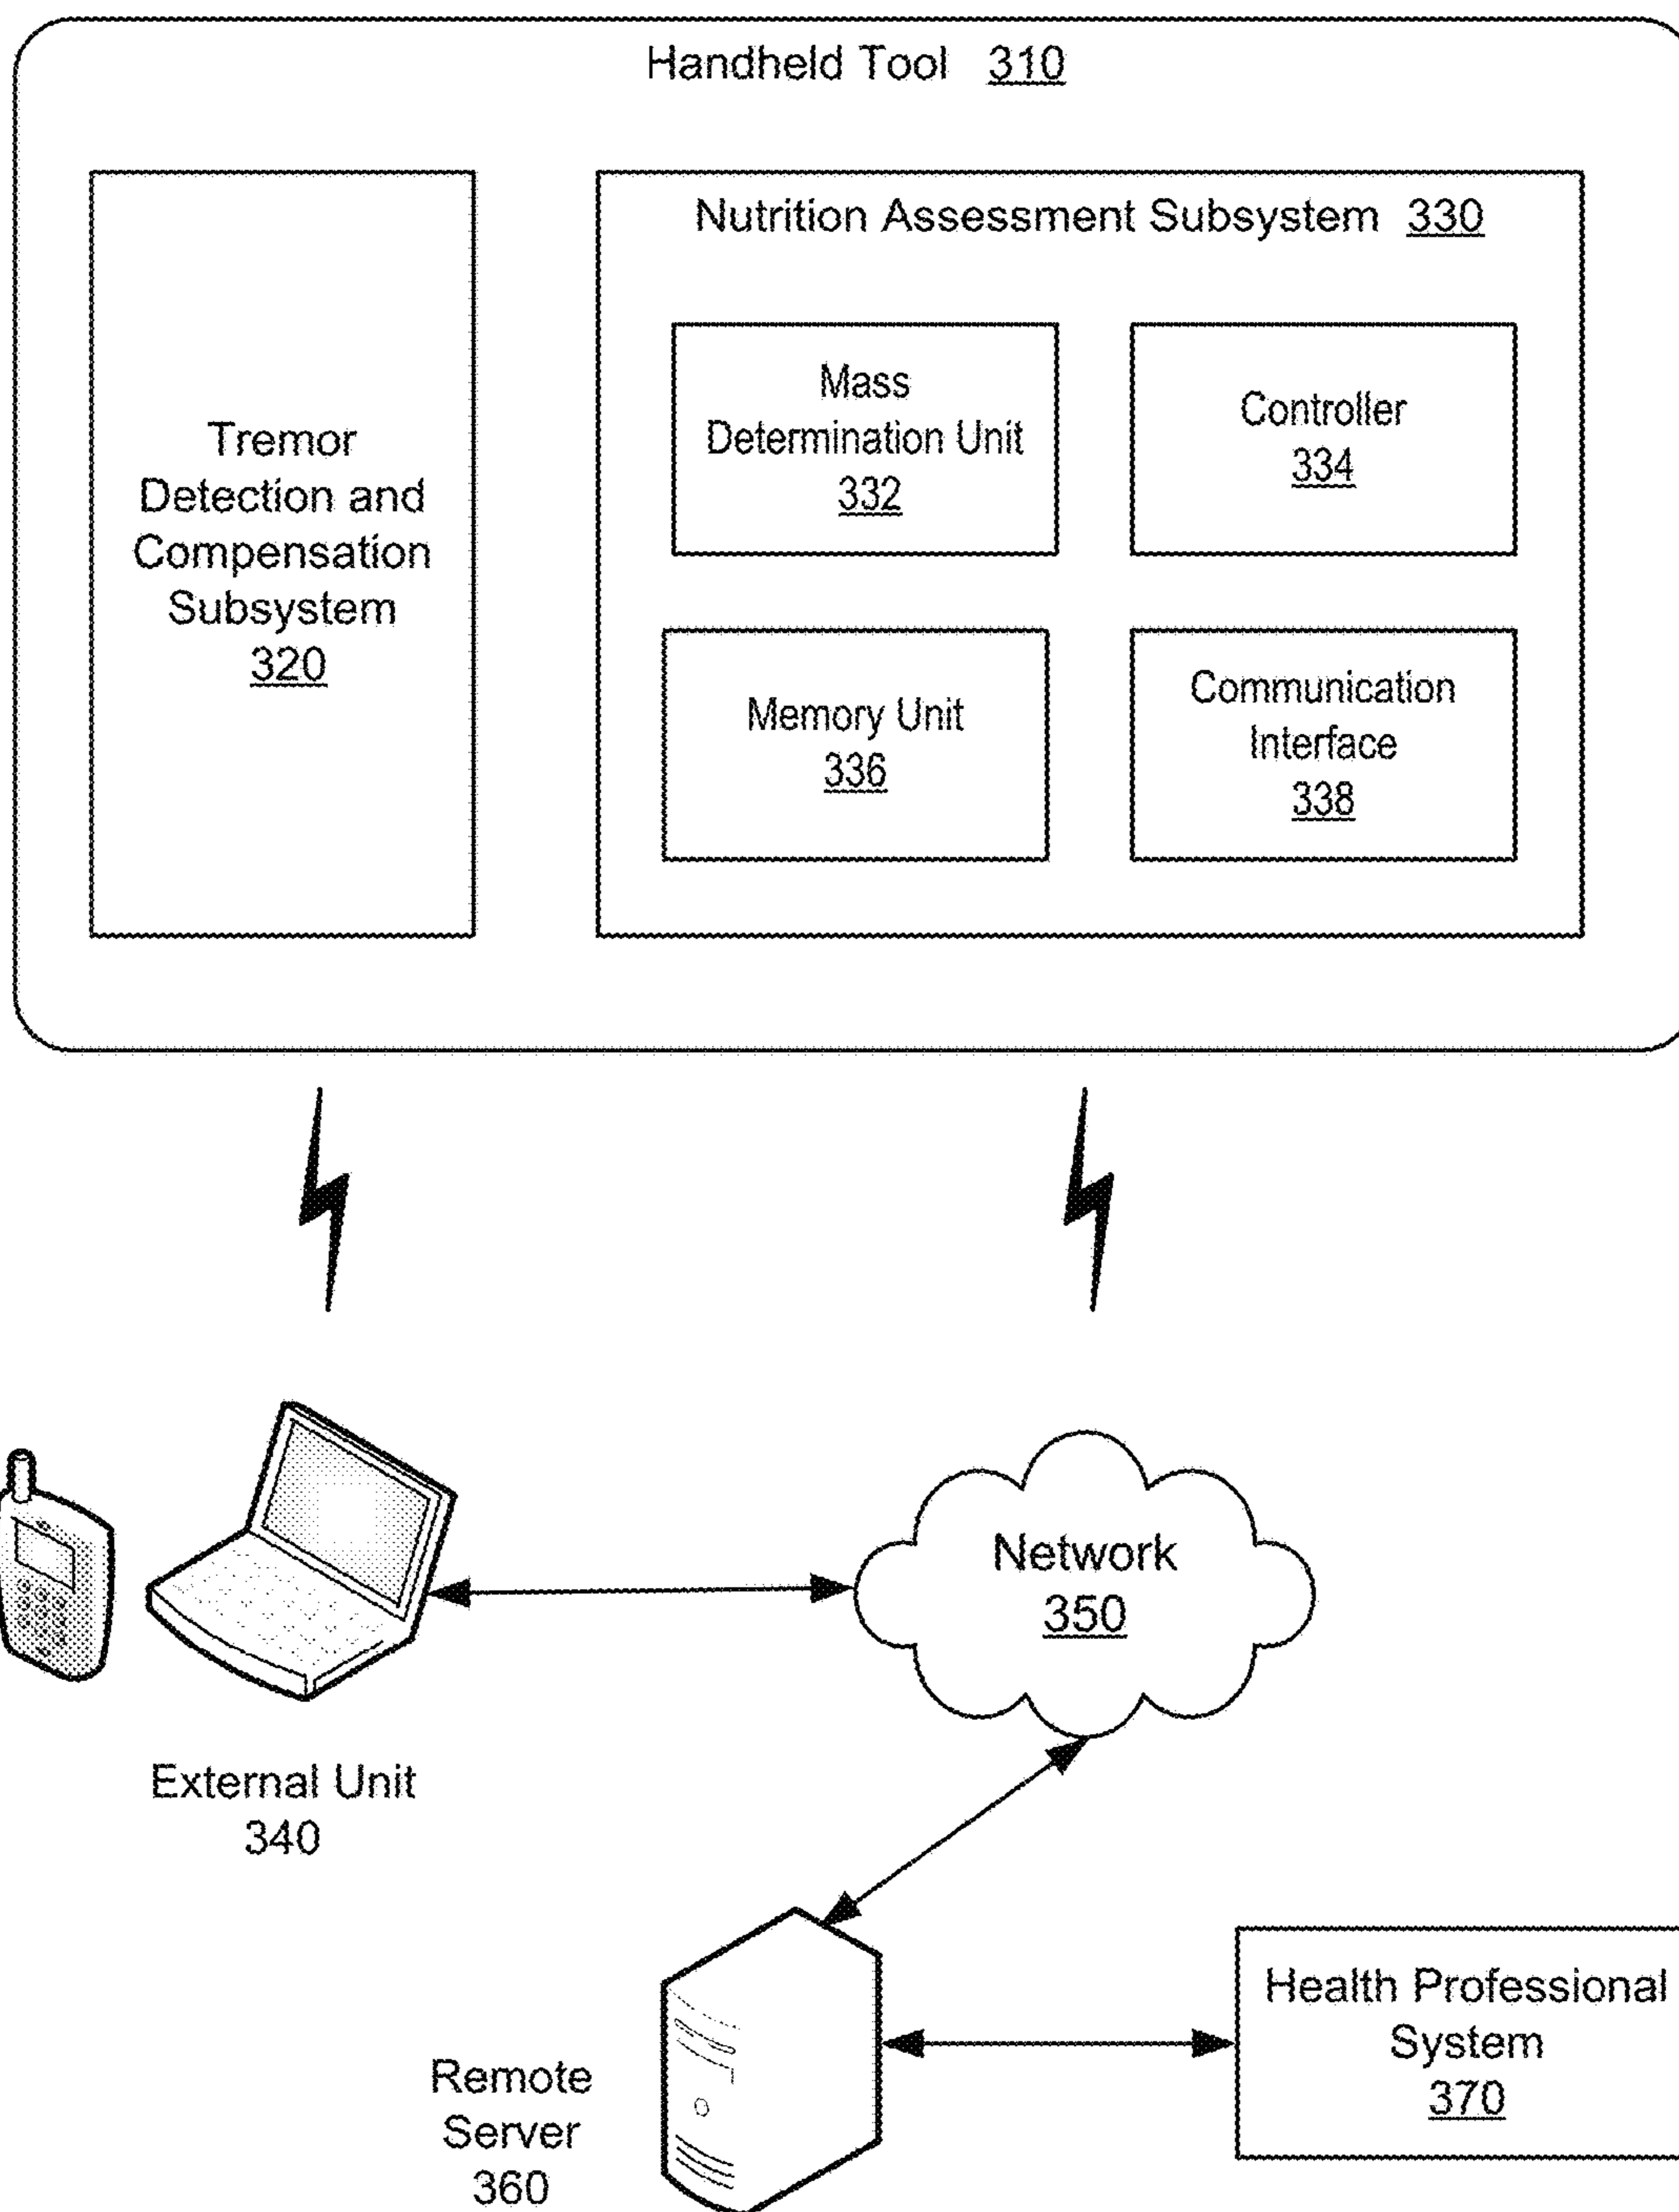 Handheld Tool 310
Nutrition Assessment Subsystem 330
Tremor
Detection and
Compensation
Subsystem
320
Mass
Determination Unit
332
Controller
334
Memory Unit
336
Communication
Interface
338
Network
350
External Unit
340
Remote
Server
360
Health Professional
System
370